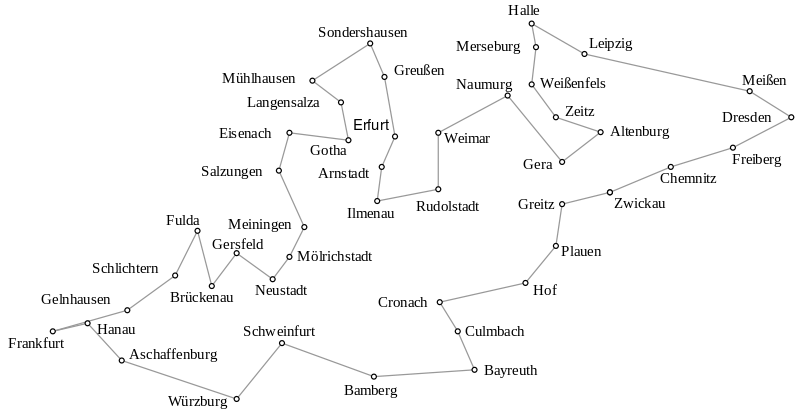 Halle
Sondershausen
Merseburg
Leipzig
Mühlhausen
Greußen
Naumurg
Weißenfels
Meißen
Langensalza
Zeitz
Dresden
Eisenach
Erfurt
Weimar
Altenburg
Gotha
Freiberg
Salzungen
Arnstadt
Gera
Chemnitz
Ilmenau
Rudolstadt
Greitz
Zwickau
Fulda
Meiningen
Gersfeld
Mölrichstadt
Plauen
Schlichtern
Brückenau
Neustadt
Hof
Gelnhausen
Cronach
Hanau
Frankfurt
Schweinfurt
Culmbach
Aschaffenburg
Bayreuth
Bamberg
Würzburg